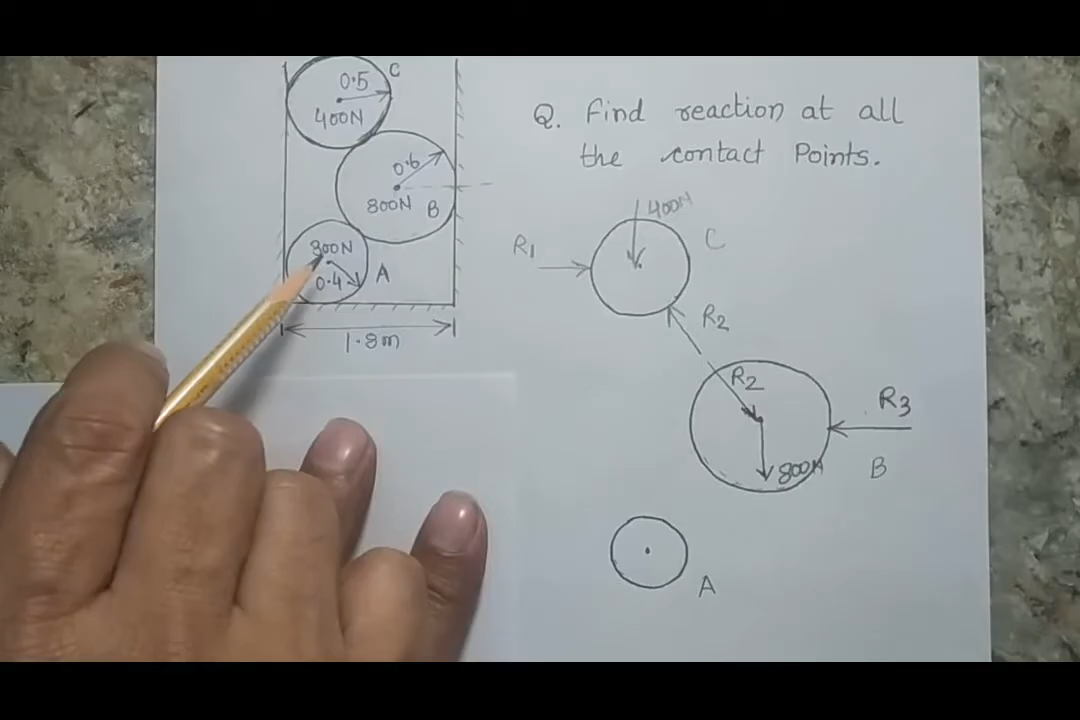 C
0.5
400N
0.6
800N B
300N
0.4 A
1.8m
Q. Find reaction at all
the contact Points.
400N
C
R1
R2
R2
R3
800N
B
A